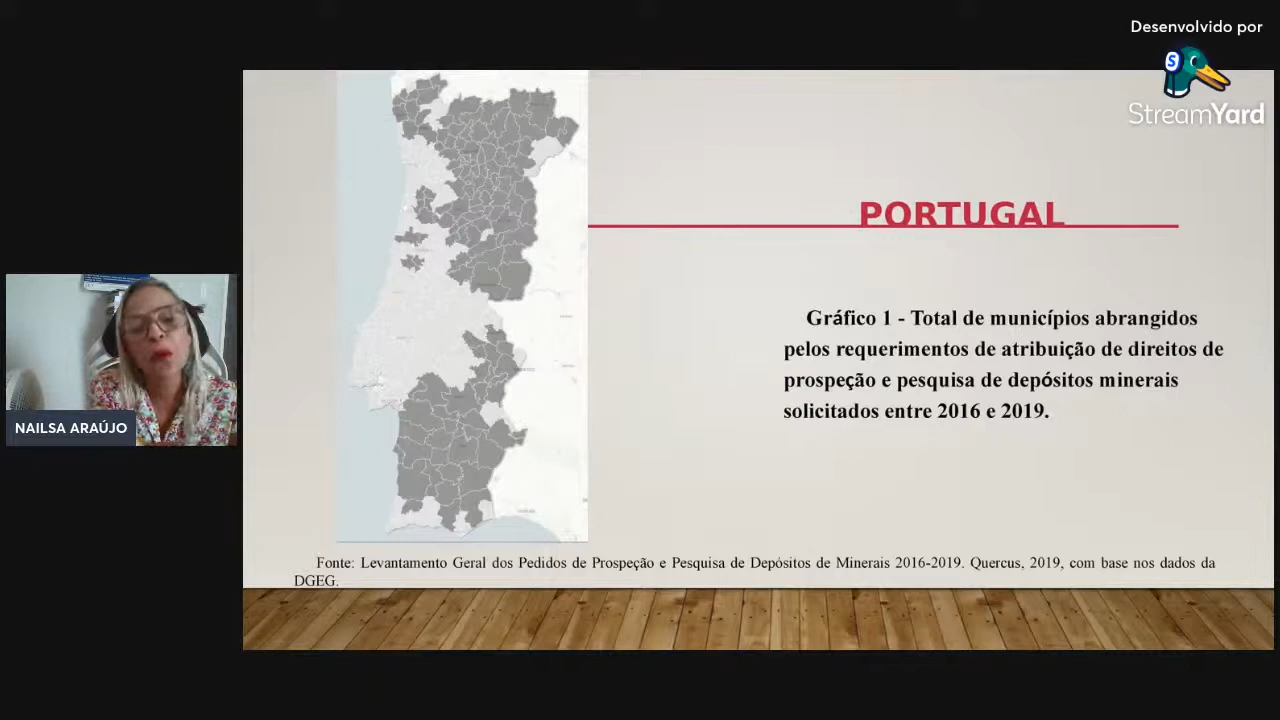 Desenvolvido por
StreamYard
PORTUGAL
Gráfico 1 - Total de municípios abrangidos
pelos requerimentos de atribuição de direitos de
prospeção e pesquisa de depósitos minerais
solicitados entre 2016 e 2019.
NAILSA ARAÚJO
Fonte: Levantamento Geral dos Pedidos de Prospeção e Pesquisa de Depósitos de Minerais 2016-2019. Quercus, 2019, com base nos dados da
DGEG.